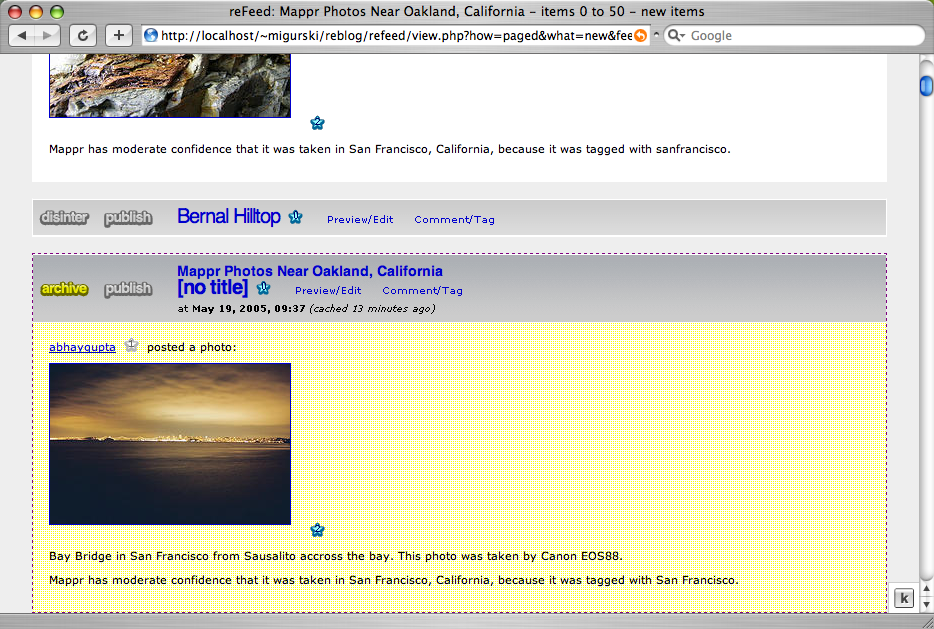 reFeed: Mappr Photos Near Oakland, California – items 0 to 50 – new items
http://localhost/~migurski/reblog/refeed/view.php?how=paged&what=new&fee
Google
2
Mappr has moderate confidence that it was taken in San Francisco, California, because it was tagged with sanfrancisco.
disinter publish Bernal Hilltop 1 Preview/Edit Comment/Tag
Mappr Photos Near Oakland, California
archive publish [no title] 1 Preview/Edit Comment/Tag
at May 19, 2005, 09:37 (cached 13 minutes ago)
abhaygupta 1 posted a photo:
2
Bay Bridge in San Francisco from Sausalito accross the bay. This photo was taken by Canon EOS88.
Mappr has moderate confidence that it was taken in San Francisco, California, because it was tagged with San Francisco.
k